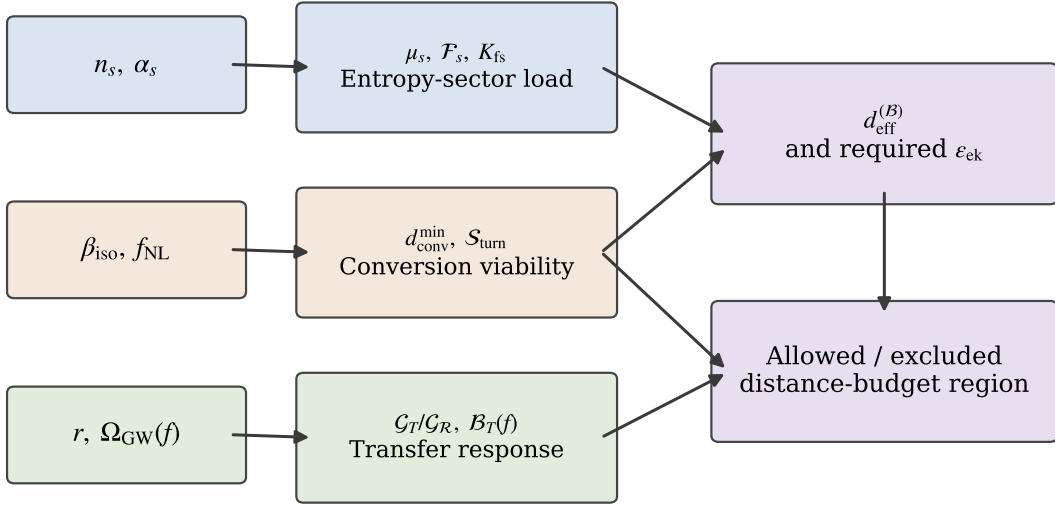 n_s, α_s
μ_s, ℱ_s, K_fs
Entropy-sector load
d_eff^(ℬ)
and required ε_ek
β_iso, f_NL
d_conv^min, 𝒮_turn
Conversion viability
Allowed / excluded
distance-budget region
r, Ω_GW(f)
𝒢_T/𝒢_ℛ, ℬ_T(f)
Transfer response